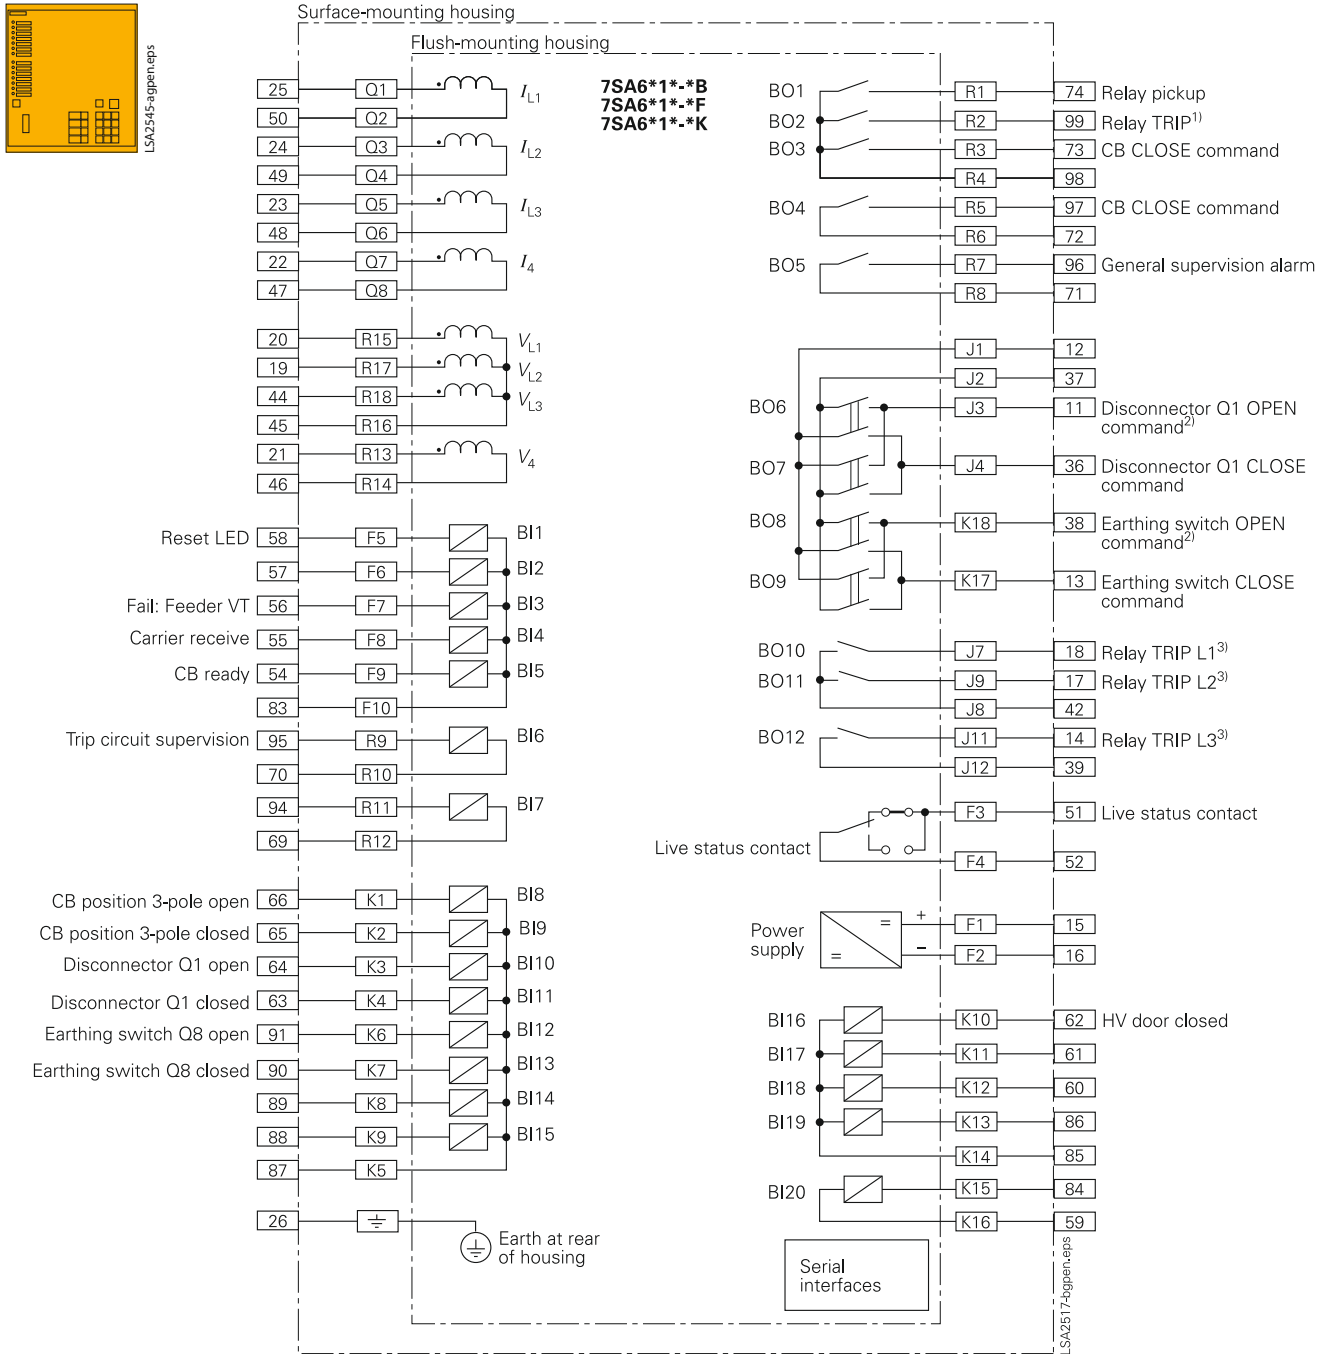 Surface-mounting housing
Flush-mounting housing
LSA2545-agpen.eps
7SA6*1*-*B
7SA6*1*-*F
7SA6*1*-*K
25 Q1 IL1
50 Q2
24 Q3 IL2
49 Q4
23 Q5 IL3
48 Q6
22 Q7 I4
47 Q8
20 R15 VL1
19 R17 VL2
44 R18 VL3
45 R16
21 R13 V4
46 R14
Reset LED 58 F5 BI1
57 F6 BI2
Fail: Feeder VT 56 F7 BI3
Carrier receive 55 F8 BI4
CB ready 54 F9 BI5
83 F10
Trip circuit supervision 95 R9 BI6
70 R10
94 R11 BI7
69 R12
CB position 3-pole open 66 K1 BI8
CB position 3-pole closed 65 K2 BI9
Disconnector Q1 open 64 K3 BI10
Disconnector Q1 closed 63 K4 BI11
Earthing switch Q8 open 91 K6 BI12
Earthing switch Q8 closed 90 K7 BI13
89 K8 BI14
88 K9 BI15
87 K5
26
Earth at rear
of housing
BO1 R1 74 Relay pickup
BO2 R2 99 Relay TRIP1)
BO3 R3 73 CB CLOSE command
R4 98
BO4 R5 97 CB CLOSE command
R6 72
BO5 R7 96 General supervision alarm
R8 71
J1 12
J2 37
BO6 J3 11 Disconnector Q1 OPEN
command2)
BO7 J4 36 Disconnector Q1 CLOSE
command
BO8 K18 38 Earthing switch OPEN
command2)
BO9 K17 13 Earthing switch CLOSE
command
BO10 J7 18 Relay TRIP L13)
BO11 J9 17 Relay TRIP L23)
J8 42
BO12 J11 14 Relay TRIP L33)
J12 39
F3 51 Live status contact
Live status contact
F4 52
Power
supply
= =
+ F1 15
− F2 16
BI16 K10 62 HV door closed
BI17 K11 61
BI18 K12 60
BI19 K13 86
K14 85
BI20 K15 84
K16 59
Serial
interfaces
LSA2517-bgpen.eps